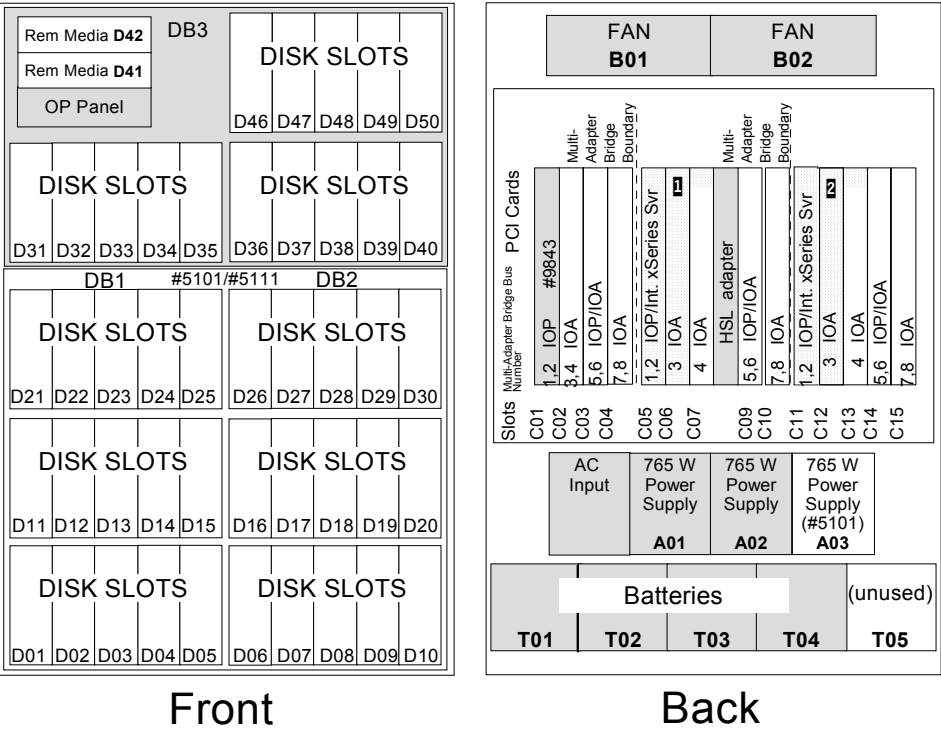 Rem Media D42
DB3
Rem Media D41
OP Panel
DISK SLOTS
D46 D47 D48 D49 D50
DISK SLOTS
D31 D32 D33 D34 D35
DISK SLOTS
D36 D37 D38 D39 D40
DB1 #5101/#5111 DB2
DISK SLOTS
D21 D22 D23 D24 D25
DISK SLOTS
D26 D27 D28 D29 D30
DISK SLOTS
D11 D12 D13 D14 D15
DISK SLOTS
D16 D17 D18 D19 D20
DISK SLOTS
D01 D02 D03 D04 D05
DISK SLOTS
D06 D07 D08 D09 D10
Front
FAN
B01
FAN
B02
Multi-
Adapter
Bridge
Boundary
Multi-
Adapter
Bridge
Boundary
PCI Cards
Multi-Adapter Bridge Bus
Number
Slots
1,2 IOP #9843
3,4 IOA
5,6 IOP/IOA
7,8 IOA
1,2 IOP/Int. xSeries Svr
3 IOA 1
4 IOA
HSL adapter
5,6 IOP/IOA
7,8 IOA
1,2 IOP/Int. xSeries Svr
3 IOA 2
4 IOA
5,6 IOP/IOA
7,8 IOA
C01
C02
C03
C04
C05
C06
C07
C09
C10
C11
C12
C13
C14
C15
AC
Input
765 W
Power
Supply
A01
765 W
Power
Supply
A02
765 W
Power
Supply
(#5101)
A03
Batteries
(unused)
T01 T02 T03 T04 T05
Back